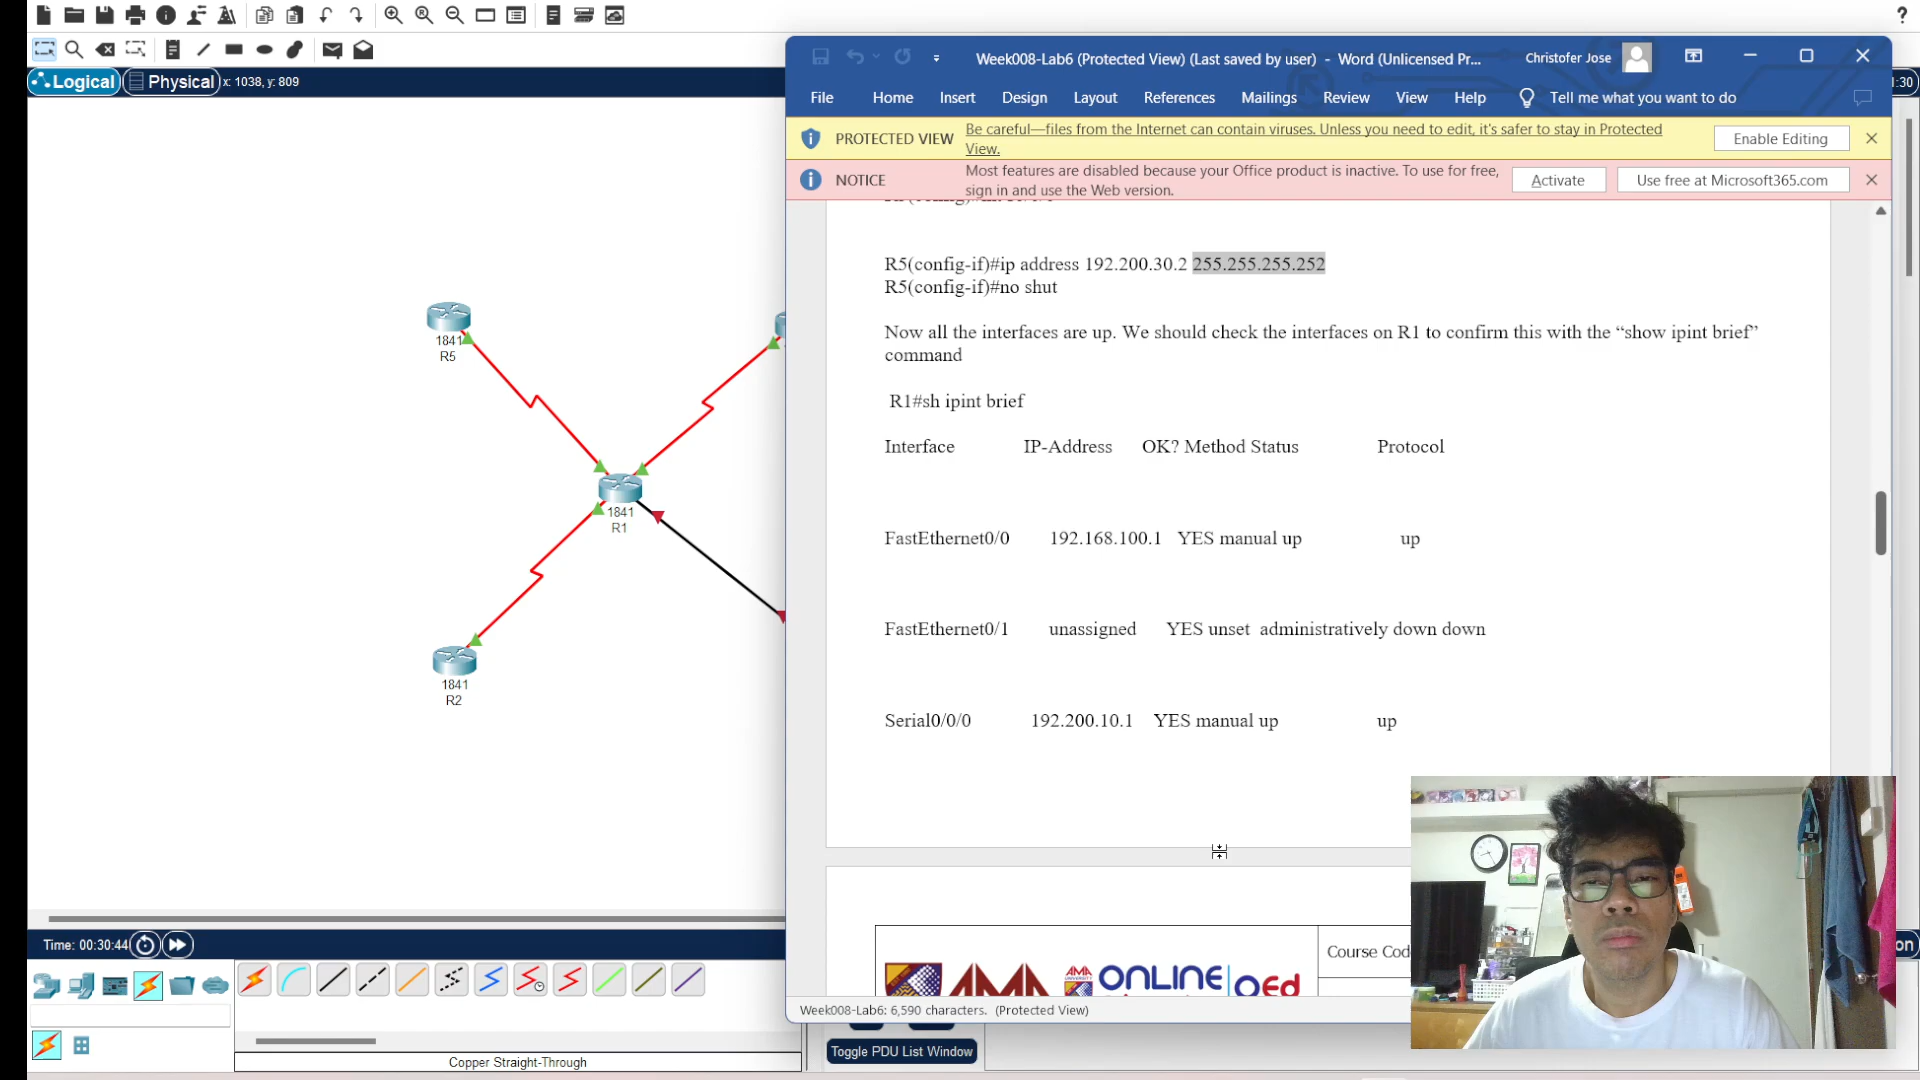 Logical
Physical
x: 1038, y: 809
1841
R5
1841
R1
1841
R2
Time: 00:30:44
Copper Straight-Through
Toggle PDU List Window
Week008-Lab6 (Protected View) (Last saved by user) - Word (Unlicensed Pr...
Christofer Jose
File Home Insert Design Layout References Mailings Review View Help Tell me what you want to do
PROTECTED VIEW
Be careful—files from the Internet can contain viruses. Unless you need to edit, it's safer to stay in Protected
View.
Enable Editing
NOTICE
Most features are disabled because your Office product is inactive. To use for free,
sign in and use the Web version.
Activate
Use free at Microsoft365.com
R5(config-if)#ip address 192.200.30.2 255.255.255.252
R5(config-if)#no shut
Now all the interfaces are up. We should check the interfaces on R1 to confirm this with the “show ipint brief”
command
R1#sh ipint brief
Interface IP-Address OK? Method Status Protocol
FastEthernet0/0 192.168.100.1 YES manual up up
FastEthernet0/1 unassigned YES unset administratively down down
Serial0/0/0 192.200.10.1 YES manual up up
AMA
AMA
ONLINE
oEd
Course Cod
Week008-Lab6: 6,590 characters. (Protected View)
:30
on